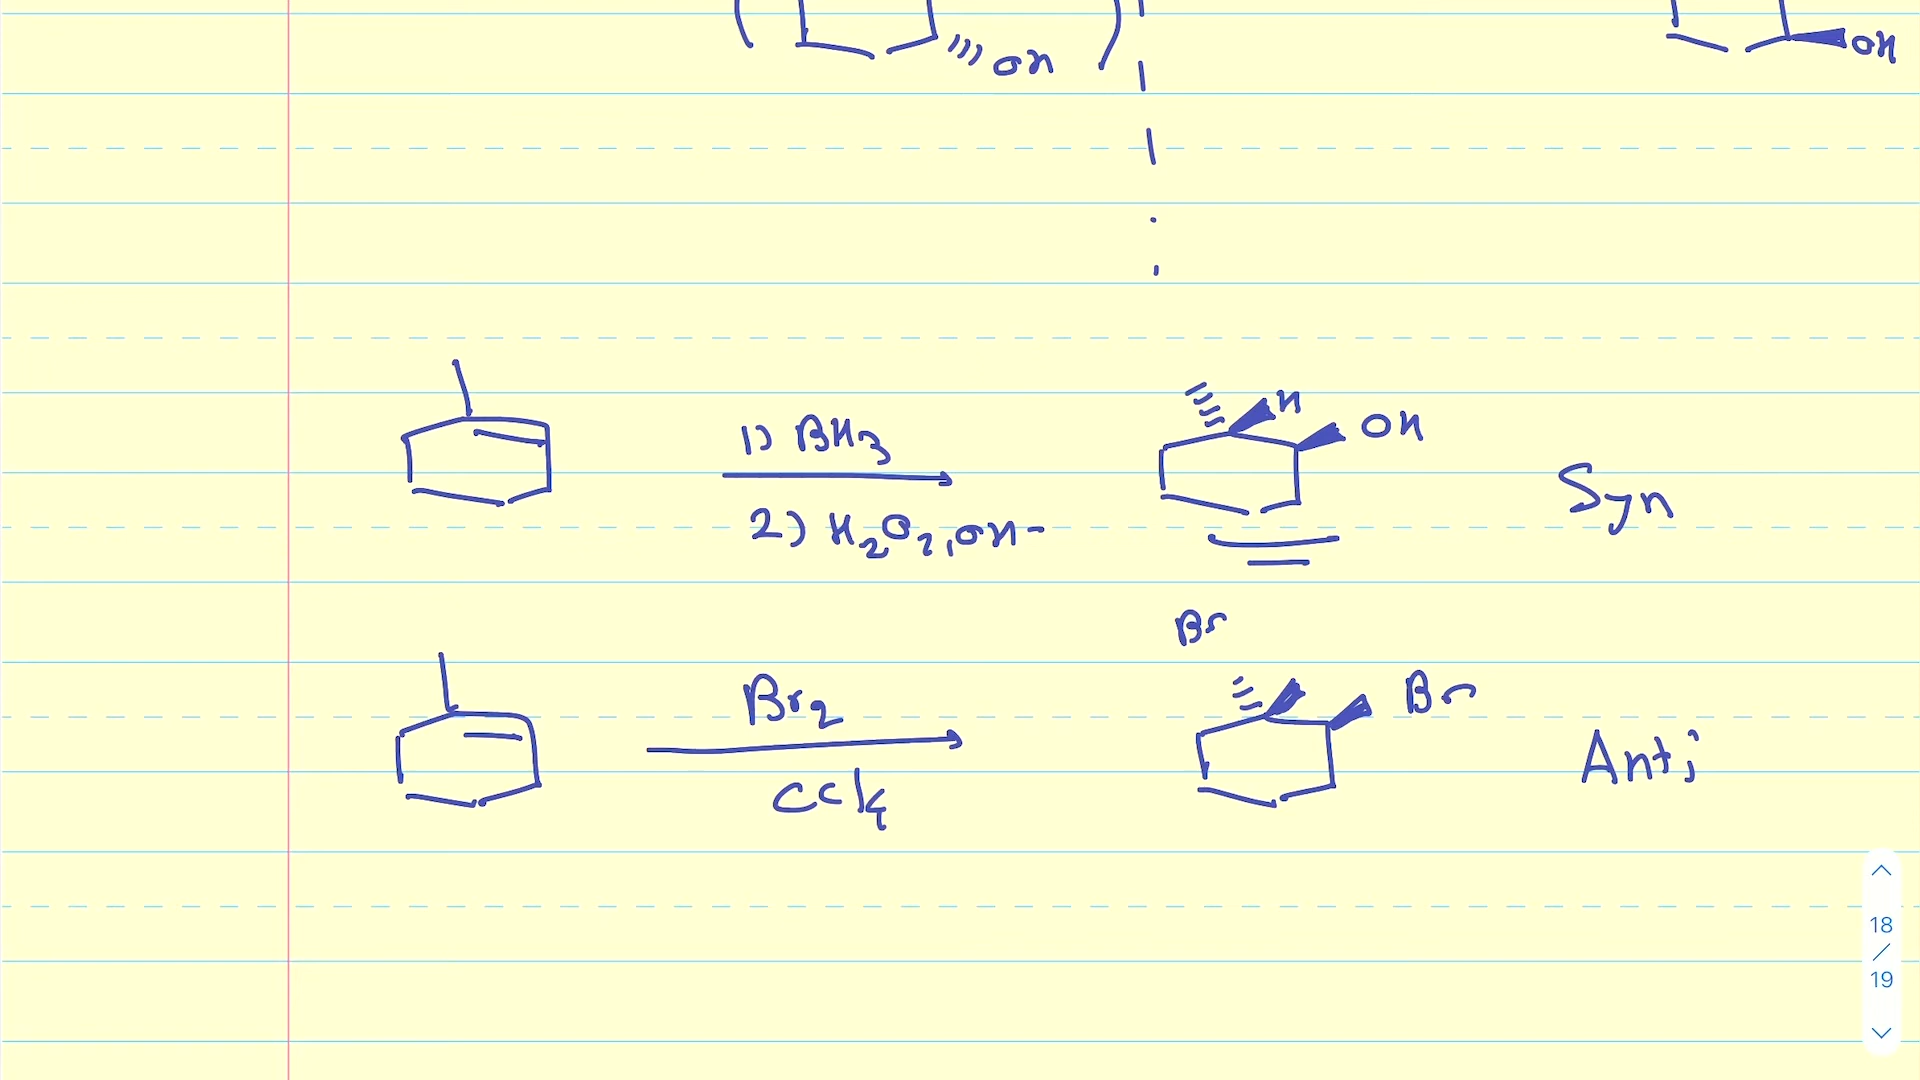 OH
OH
H
OH
1) BH3
Syn
2) H2O2, OH-
Br
Br2
Br
CCl4
Anti
18
/
19